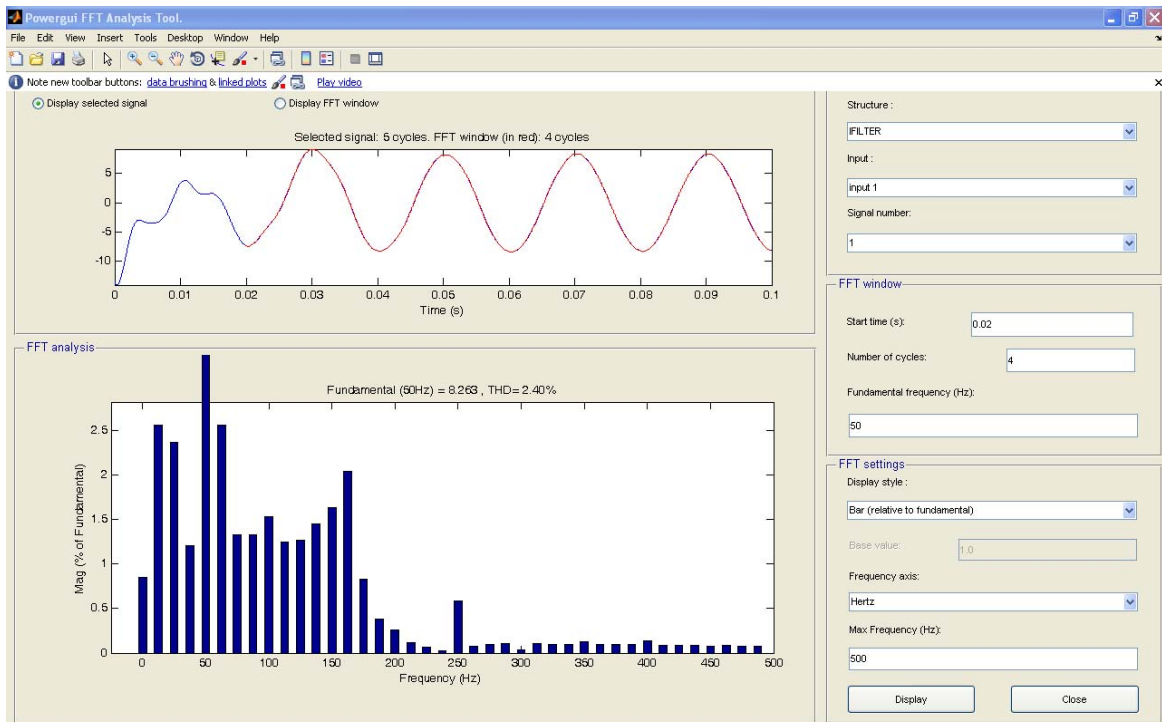 Powergui FFT Analysis Tool.
File Edit View Insert Tools Desktop Window Help
Note new toolbar buttons: data brushing & linked plots Play video
Display selected signal Display FFT window
Selected signal: 5 cycles. FFT window (in red): 4 cycles
5
0
-5
-10
0 0.01 0.02 0.03 0.04 0.05 0.06 0.07 0.08 0.09 0.1
Time (s)
FFT analysis
Fundamental (50Hz) = 8.263 , THD= 2.40%
Mag (% of Fundamental)
2.5
2
1.5
1
0.5
0
0 50 100 150 200 250 300 350 400 450 500
Frequency (Hz)
Structure :
IFILTER
Input :
input 1
Signal number:
1
FFT window
Start time (s):
0.02
Number of cycles:
4
Fundamental frequency (Hz):
50
FFT settings
Display style :
Bar (relative to fundamental)
Base value:
1.0
Frequency axis:
Hertz
Max Frequency (Hz):
500
Display Close